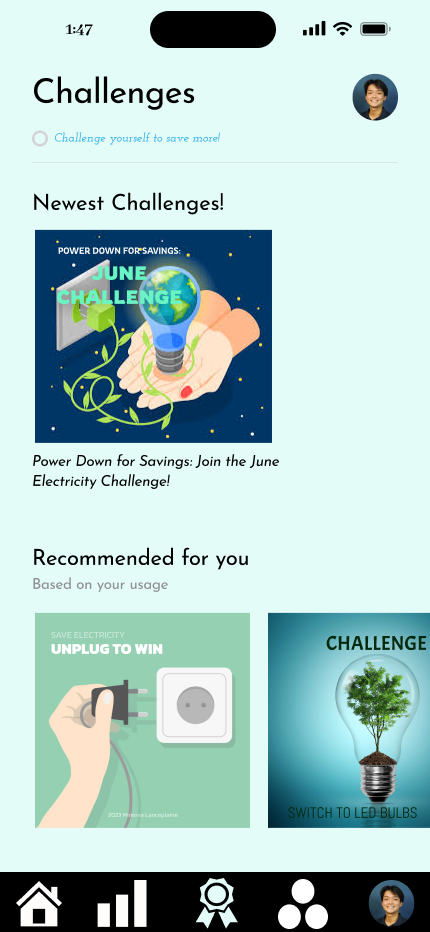 1:47
Challenges
Challenge yourself to save more!
Newest Challenges!
POWER DOWN FOR SAVINGS:
JUNE
CHALLENGE
Power Down for Savings: Join the June
Electricity Challenge!
Recommended for you
Based on your usage
SAVE ELECTRICITY
UNPLUG TO WIN
CHALLENGE
SWITCH TO LED BULBS